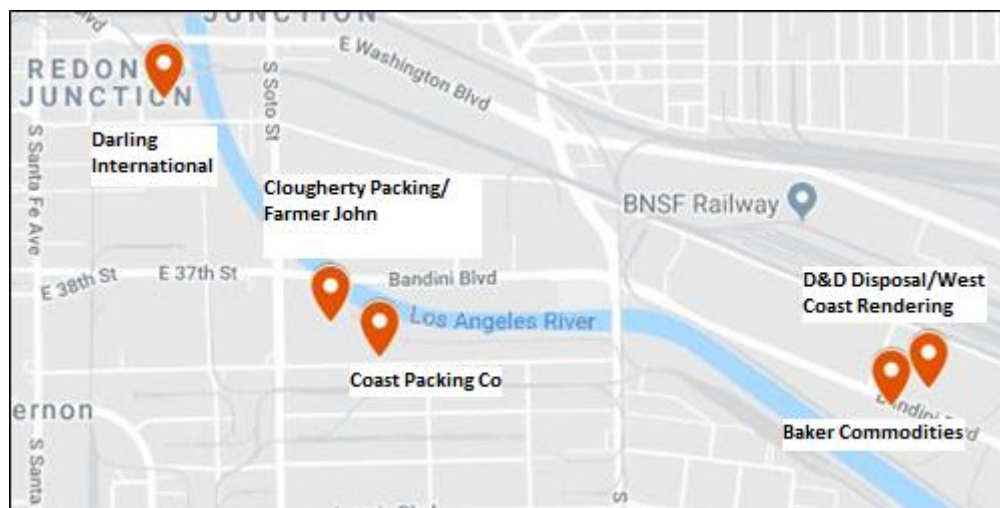 JUNCTION
Blvd
E Washington Blvd
REDON
JUNCTION
S Soto St
Darling
International
S Santa Fe Ave
Clougherty Packing/
Farmer John
BNSF Railway
E 38th St
E 37th St
Bandini Blvd
D&D Disposal/West
Coast Rendering
Los Angeles River
Coast Packing Co
ernon
Baker Commodities
S Santa
S